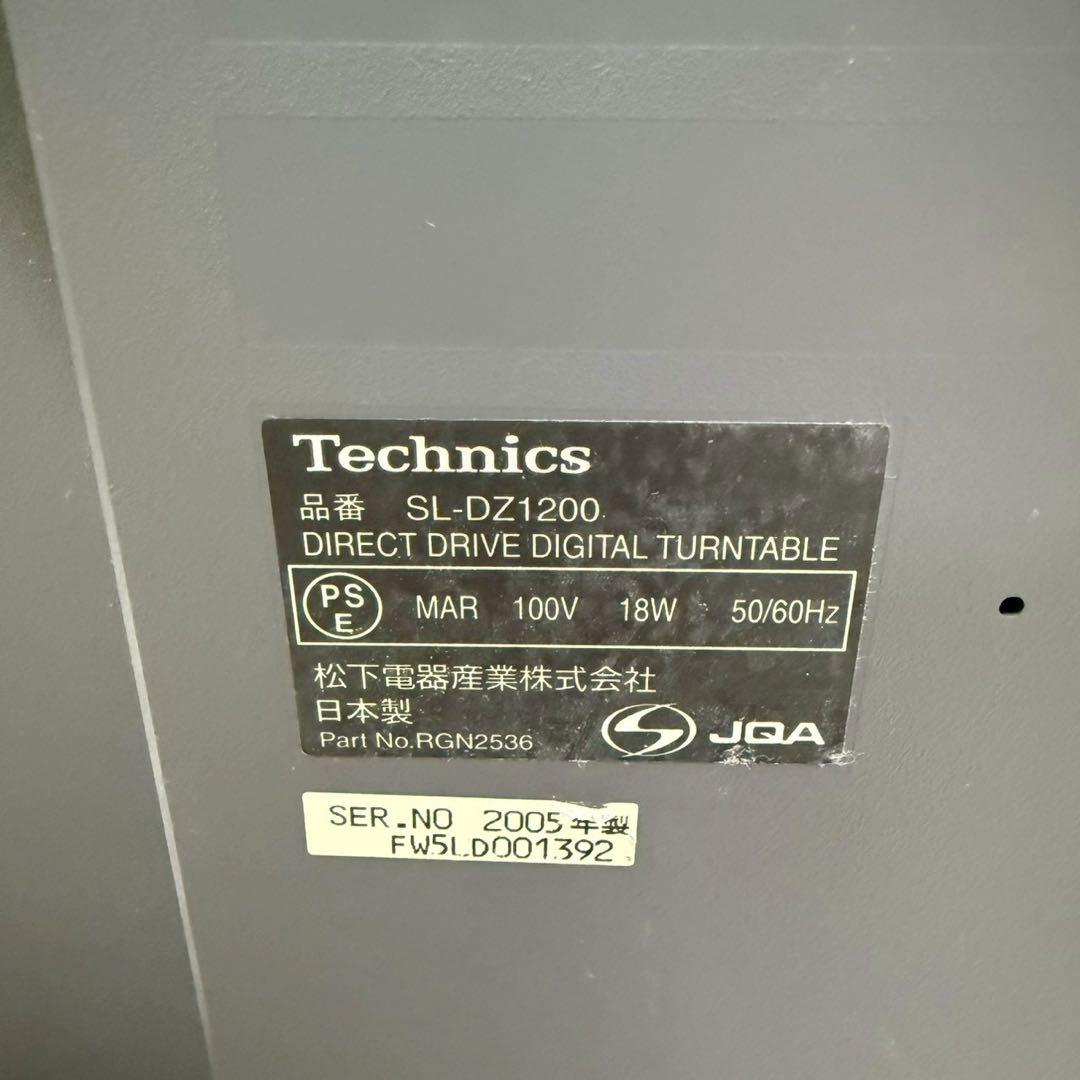 Technics
品番 SL-DZ1200
DIRECT DRIVE DIGITAL TURNTABLE
PS
E
MAR 100V 18W 50/60Hz
松下電器産業株式会社
日本製
Part No.RGN2536
JQA
SER.NO 2005年製
FW5LD001392